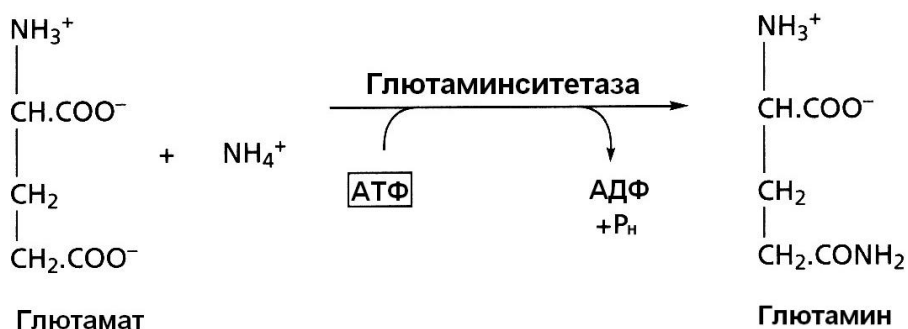 NH₃⁺
CH.COO⁻
CH₂
CH₂.COO⁻
Глютамат
+
NH₄⁺
Глютаминситетаза
АТФ
АДФ
+Pн
NH₃⁺
CH.COO⁻
CH₂
CH₂.CONH₂
Глютамин